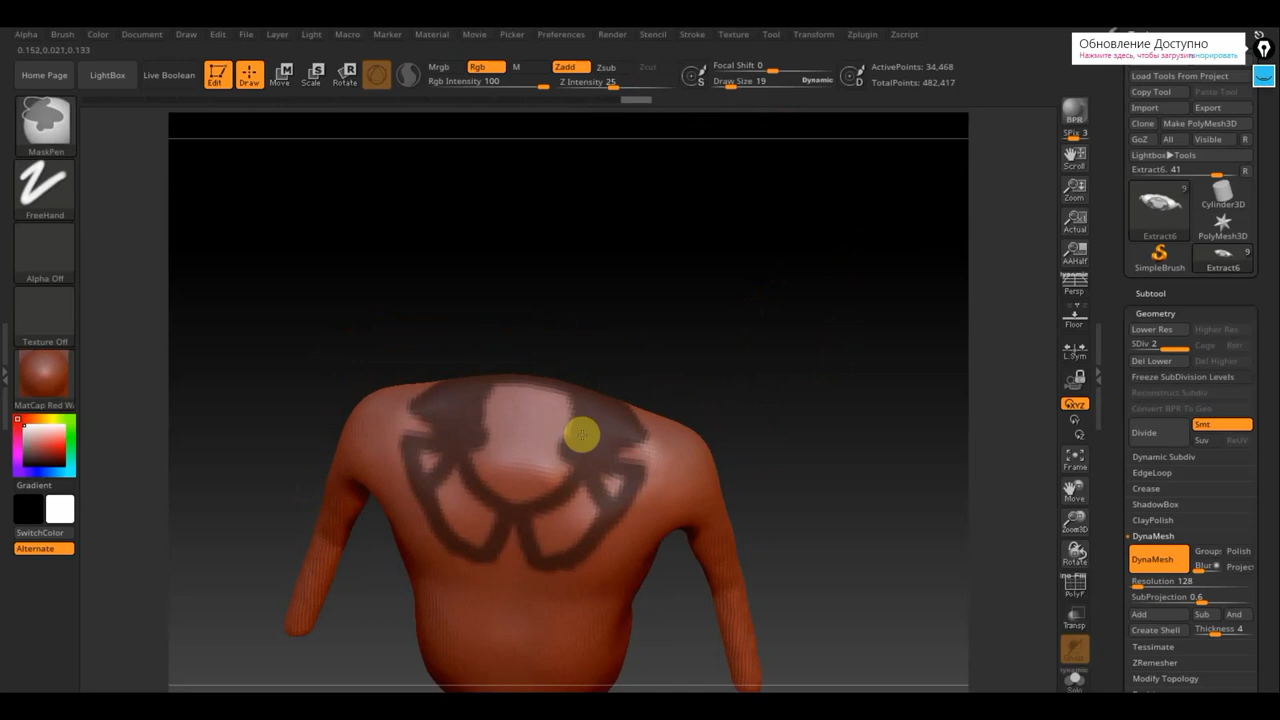 Alpha Brush Color Document Draw Edit File Layer Light Macro Marker Material Movie Picker Preferences Render Stencil Stroke Texture Tool Transform Zplugin Zscript
0.152,0.021,0.133
Обновление Доступно
Нажмите здесь, чтобы загрузить
игнорировать
Home Page
LightBox
Live Boolean
Edit
Draw
Move
Scale
Rotate
Mrgb
Rgb
M
Rgb Intensity 100
Zadd
Zsub
Zcut
Z Intensity 25
Focal Shift 0
Draw Size 19
Dynamic
S
D
ActivePoints: 34,468
TotalPoints: 482,417
MaskPen
FreeHand
Alpha Off
Texture Off
MatCap Red W
Gradient
SwitchColor
Alternate
BPR
SPix 3
Scroll
Zoom
Actual
AAHalf
Persp
Floor
L.Sym
XYZ
Y
Z
Frame
Move
Zoom3D
Rotate
PolyF
Transp
Solo
Load Tools From Project
Copy Tool Paste Tool
Import Export
Clone Make PolyMesh3D
GoZ All Visible R
Lightbox▶Tools
Extract6. 41 R
9
Extract6
Cylinder3D
PolyMesh3D
SimpleBrush
9
Extract6
Subtool
Geometry
Lower Res Higher Res
SDiv 2 Cage Rstr
Del Lower Del Higher
Freeze SubDivision Levels
Reconstruct Subdiv
Convert BPR To Geo
Divide
Smt
Suv ReUV
Dynamic Subdiv
EdgeLoop
Crease
ShadowBox
ClayPolish
DynaMesh
DynaMesh
Groups Polish
Blur Project
Resolution 128
SubProjection 0.6
Add Sub And
Create Shell Thickness 4
Tessimate
ZRemesher
Modify Topology